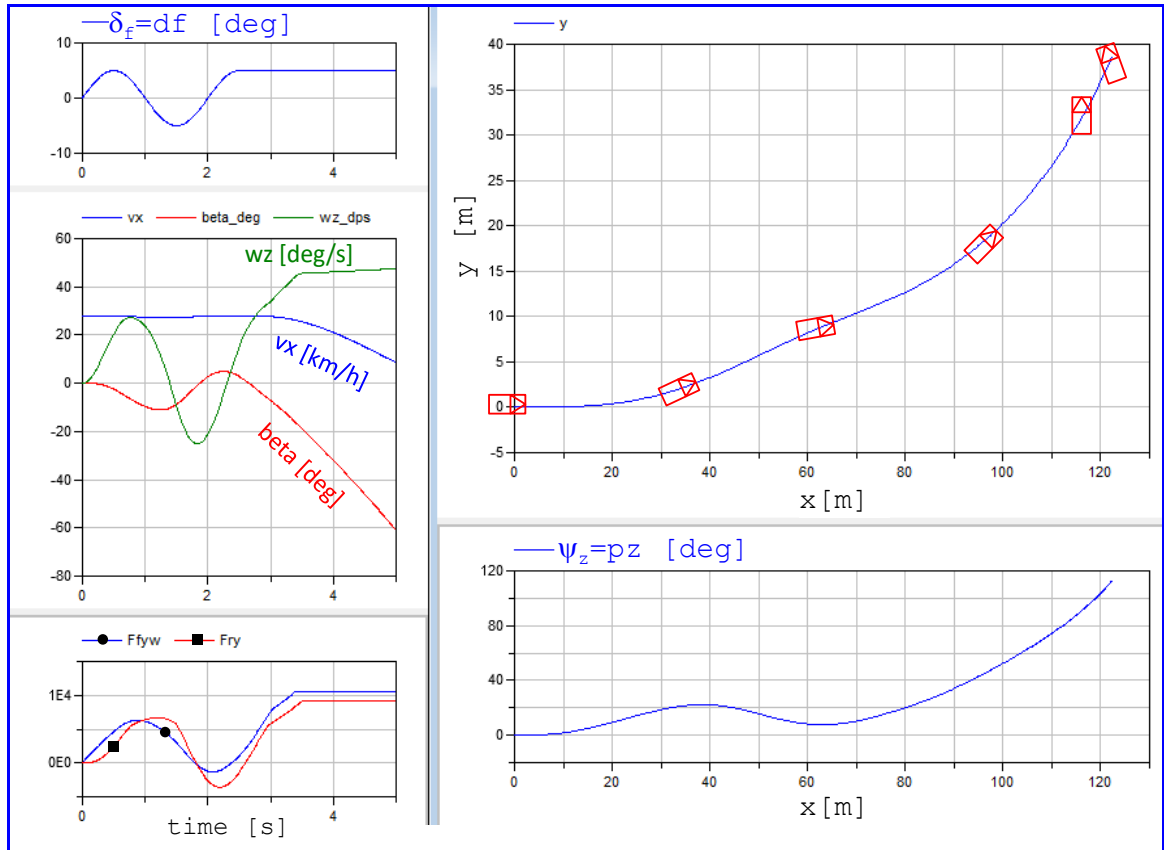 δf=df [deg]
10
0
-10
0
2
4
vx
beta_deg
wz_dps
60
40
20
0
-20
-40
-60
-80
wz [deg/s]
vx [km/h]
beta [deg]
0
2
4
Ffyw
Fry
1E4
0E0
0
2
4
time [s]
y
40
35
30
25
20
15
10
5
0
-5
y [m]
0
20
40
60
80
100
120
x[m]
ψz=pz [deg]
120
80
40
0
0
20
40
60
80
100
120
x[m]